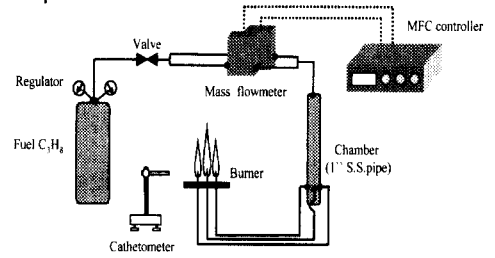 MFC controller
Valve
Regulator
Mass flowmeter
Fuel C₃H₈
Burner
Chamber
(1`` S.S.pipe)
Cathetometer